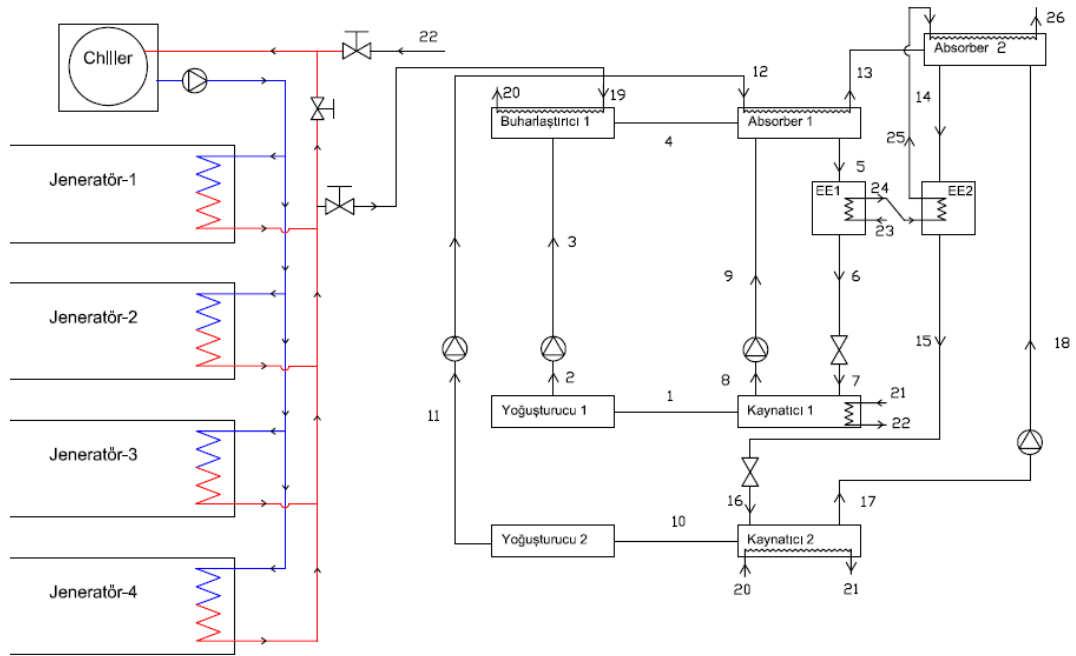 Chiller
22
Jeneratör-1
Jeneratör-2
Jeneratör-3
Jeneratör-4
20
19
12
13
26
Buharlaştırıcı 1
Absorber 1
Absorber 2
4
14
25
5
EE1
24
23
EE2
3
9
6
15
18
2
8
7
11
1
21
22
Yoğuşturucu 1
Kaynatıcı 1
16
17
10
Yoğuşturucu 2
Kaynatıcı 2
20
21